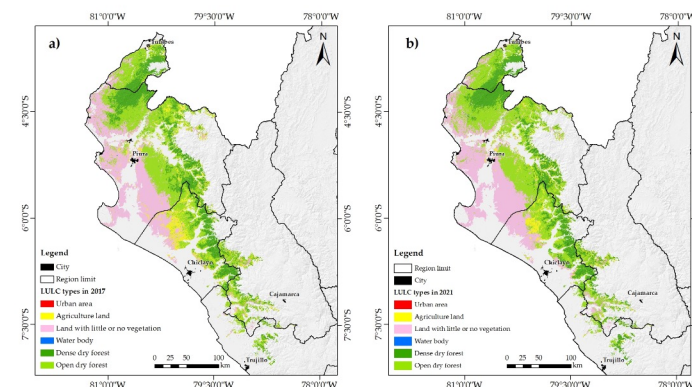 81°0'0"W 79°30'0"W 78°0'0"W
81°0'0"W 79°30'0"W 78°0'0"W
a)
N
Tumbes
Piura
Chiclayo
Cajamarca
Trujillo
4°30'0"S
6°0'0"S
7°30'0"S
Legend
City
Region limit
LULC types in 2017
Urban area
Agriculture land
Land with little or no vegetation
Water body
Dense dry forest
Open dry forest
0 25 50 100
km
81°0'0"W 79°30'0"W 78°0'0"W
b)
N
Tumbes
Piura
Chiclayo
Cajamarca
Trujillo
4°30'0"S
6°0'0"S
7°30'0"S
Legend
Region limit
City
LULC types in 2021
Urban area
Agriculture land
Land with little or no vegetation
Water body
Dense dry forest
Open dry forest
0 25 50 100
km
81°0'0"W 79°30'0"W 78°0'0"W